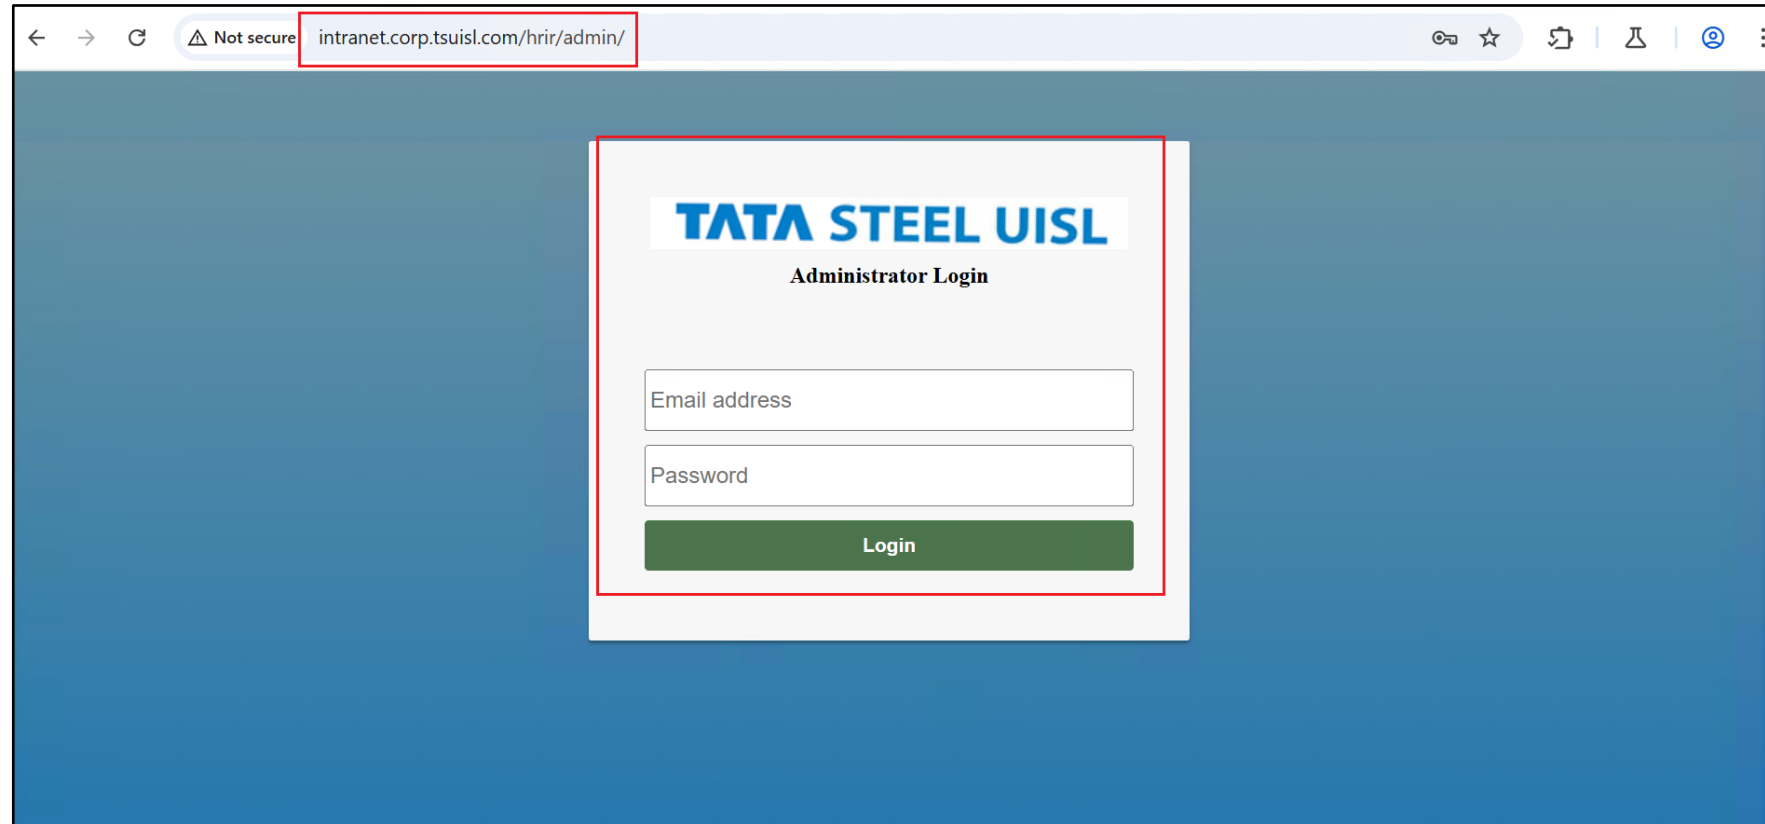 Not secure intranet.corp.tsuisl.com/hrir/admin/
TATA STEEL UISL
Administrator Login
Email address
Password
Login